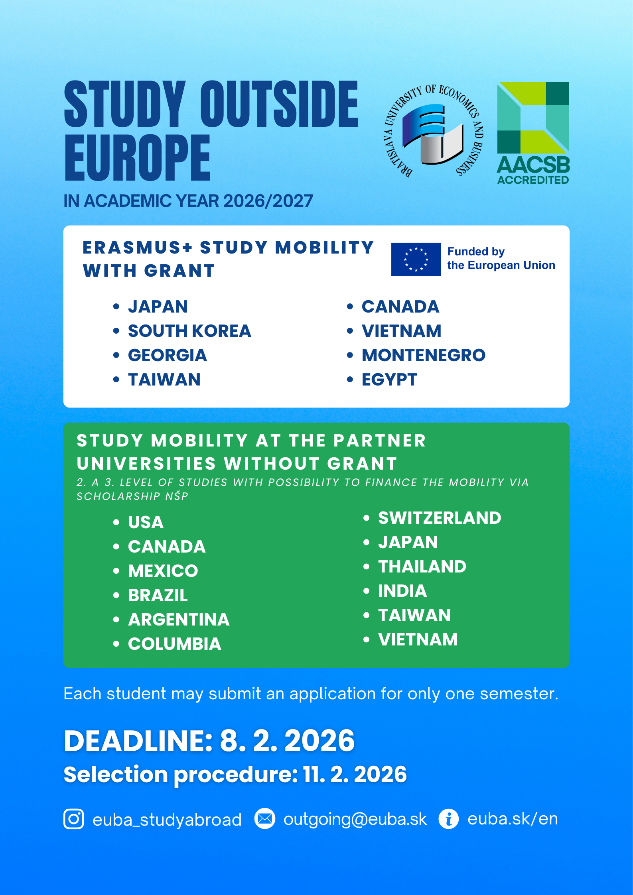 STUDY OUTSIDE
EUROPE
IN ACADEMIC YEAR 2026/2027
BRATISLAVA UNIVERSITY OF ECONOMICS AND BUSINESS
AACSB
ACCREDITED
ERASMUS+ STUDY MOBILITY
WITH GRANT
Funded by
the European Union
• JAPAN
• SOUTH KOREA
• GEORGIA
• TAIWAN
• CANADA
• VIETNAM
• MONTENEGRO
• EGYPT
STUDY MOBILITY AT THE PARTNER
UNIVERSITIES WITHOUT GRANT
2. A 3. LEVEL OF STUDIES WITH POSSIBILITY TO FINANCE THE MOBILITY VIA
SCHOLARSHIP NŠP
• USA
• CANADA
• MEXICO
• BRAZIL
• ARGENTINA
• COLUMBIA
• SWITZERLAND
• JAPAN
• THAILAND
• INDIA
• TAIWAN
• VIETNAM
Each student may submit an application for only one semester.
DEADLINE: 8. 2. 2026
Selection procedure: 11. 2. 2026
euba_studyabroad
outgoing@euba.sk
euba.sk/en